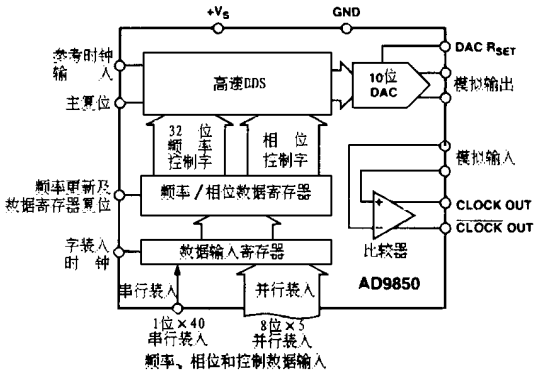 +VS
GND
参考时钟
输 入
高速DDS
10位
DAC
DAC RSET
模拟输出
主复位
32 位
频 率
控制字
相 位
控制字
模拟输入
频率更新及
数据寄存器复位
频率/相位数据寄存器
CLOCK OUT
CLOCK OUT
比较器
字装入
时 钟
数据输入寄存器
AD9850
串行装入
并行装入
1位×40
串行装入
8位×5
并行装入
频率、相位和控制数据输入